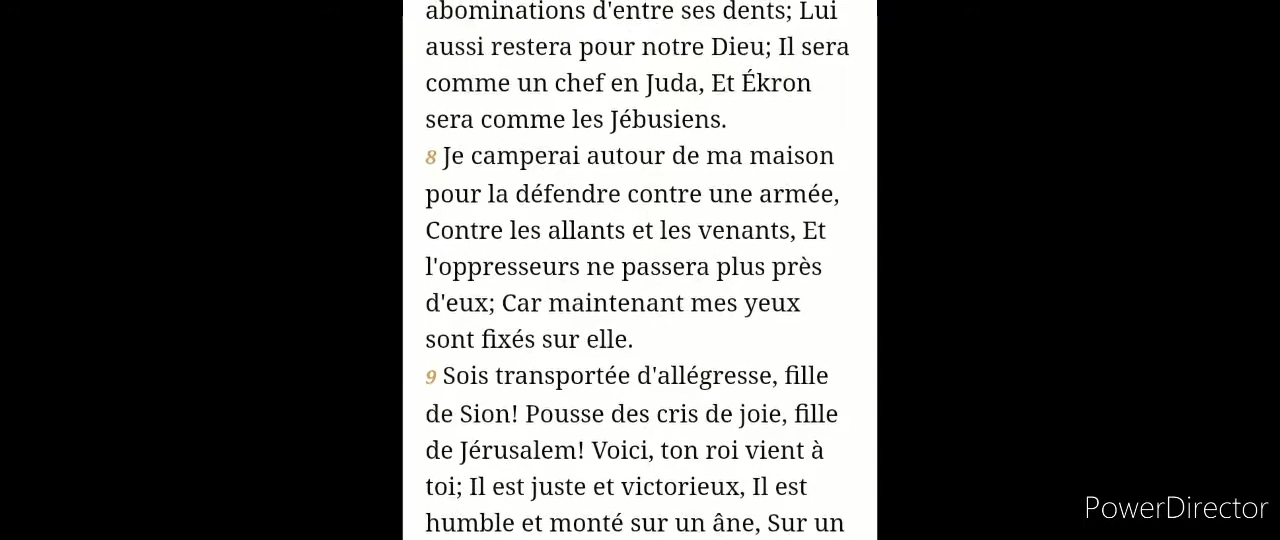 abominations d'entre ses dents; Lui
aussi restera pour notre Dieu; Il sera
comme un chef en Juda, Et Ékron
sera comme les Jébusiens.
8 Je camperai autour de ma maison
pour la défendre contre une armée,
Contre les allants et les venants, Et
l'oppresseurs ne passera plus près
d'eux; Car maintenant mes yeux
sont fixés sur elle.
9 Sois transportée d'allégresse, fille
de Sion! Pousse des cris de joie, fille
de Jérusalem! Voici, ton roi vient à
toi; Il est juste et victorieux, Il est
humble et monté sur un âne, Sur un
PowerDirector